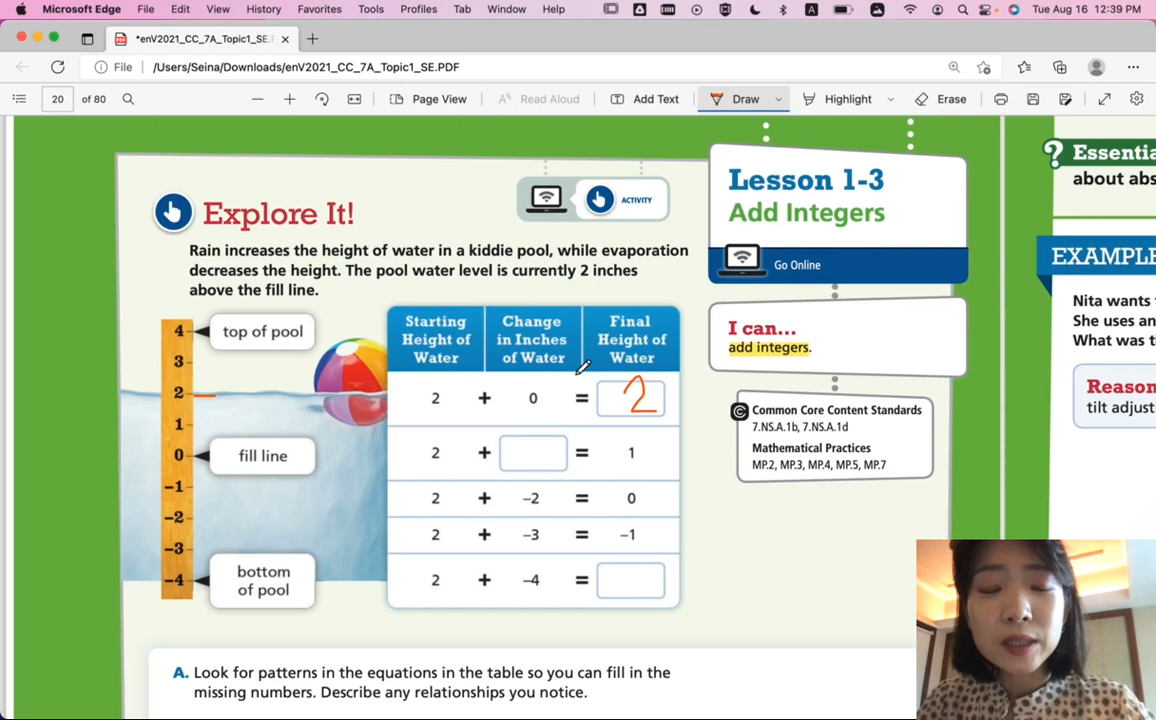 Microsoft Edge File Edit View History Favorites Tools Profiles Tab Window Help A Tue Aug 16 12:39 PM
*enV2021_CC_7A_Topic1_SE.
File /Users/Seina/Downloads/enV2021_CC_7A_Topic1_SE.PDF
20 of 80 Page View Read Aloud Add Text Draw Highlight Erase
Explore It!
ACTIVITY
Rain increases the height of water in a kiddie pool, while evaporation
decreases the height. The pool water level is currently 2 inches
above the fill line.
4 top of pool
3
2
1
0 fill line
-1
-2
-3
-4 bottom
of pool
Starting Height of Water Change in Inches of Water Final Height of Water
2 + 0 = 2
2 + = 1
2 + -2 = 0
2 + -3 = -1
2 + -4 =
A. Look for patterns in the equations in the table so you can fill in the
missing numbers. Describe any relationships you notice.
Lesson 1-3
Add Integers
Go Online
I can...
add integers.
C Common Core Content Standards
7.NS.A.1b, 7.NS.A.1d
Mathematical Practices
MP.2, MP.3, MP.4, MP.5, MP.7
?
about
EXAMPLE
Nita wants
She uses an
What was
Reason
tilt adjust